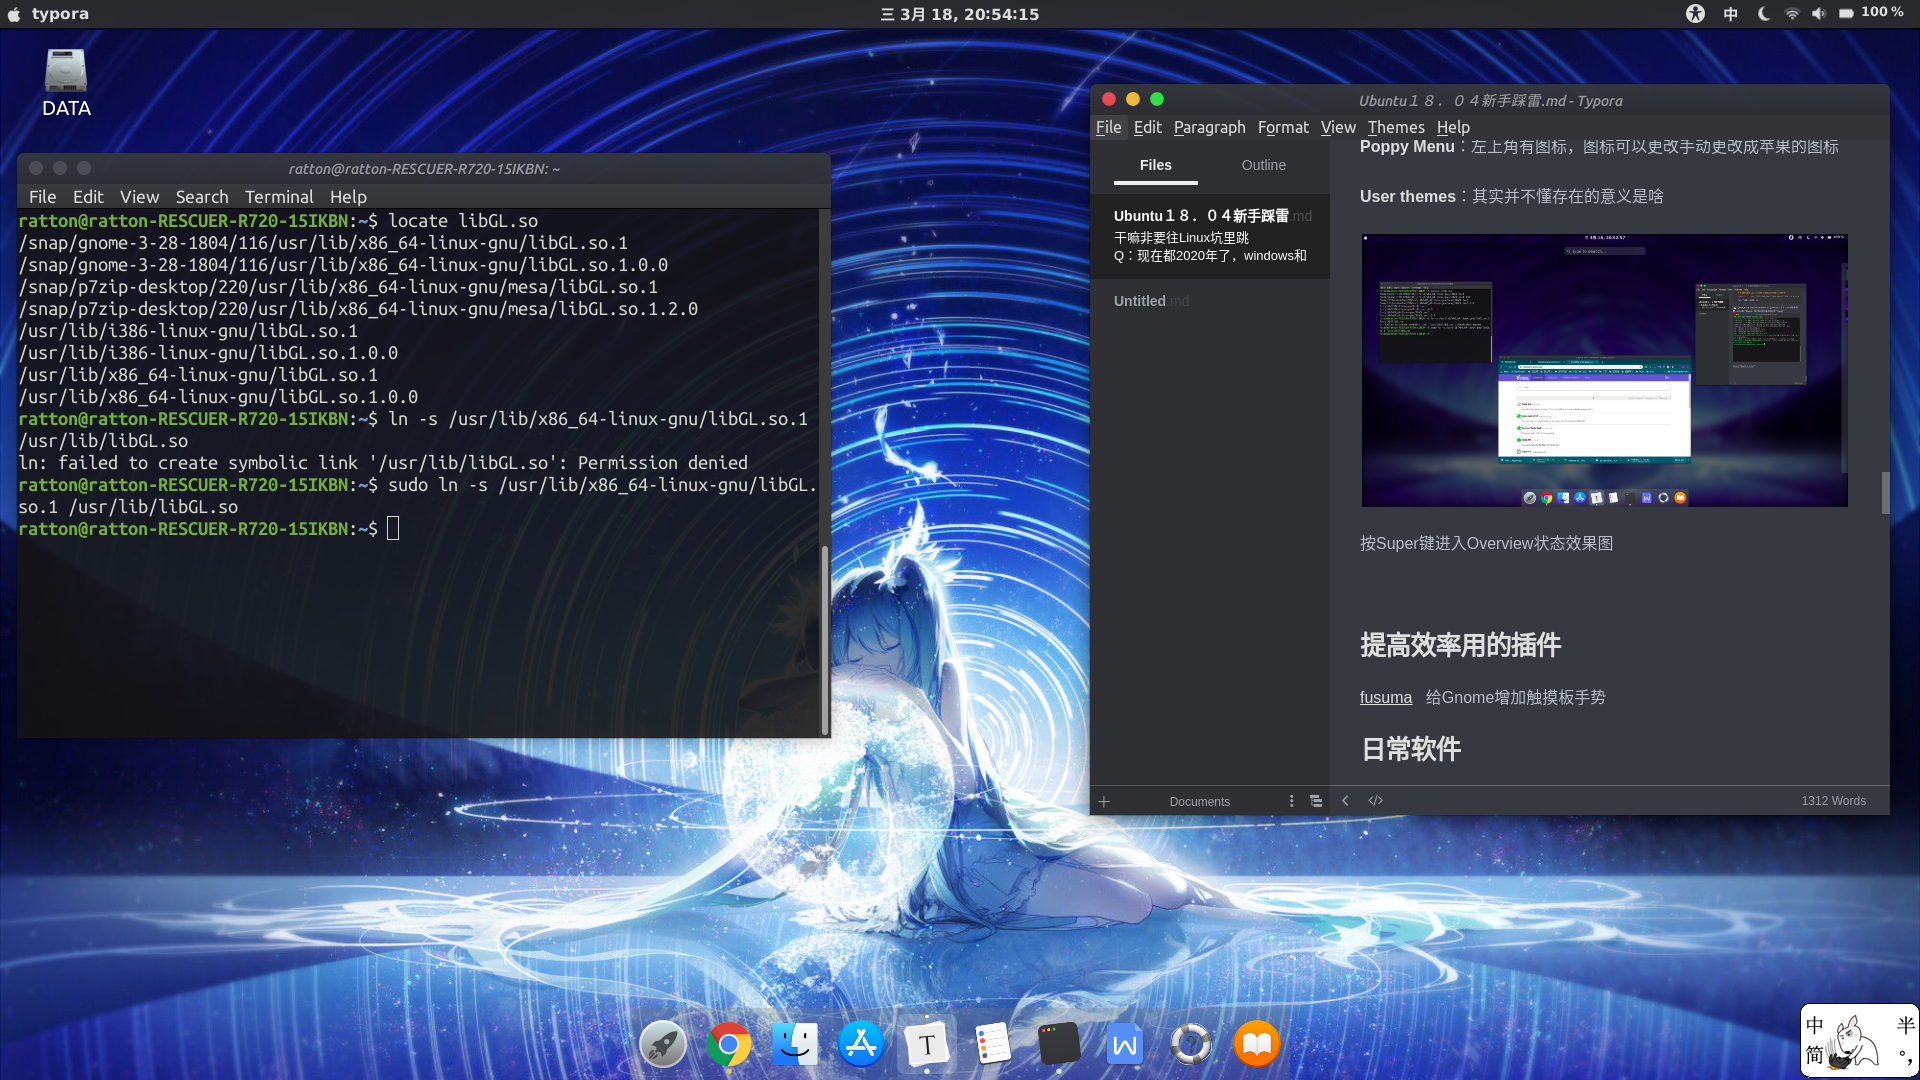 typora
三 3月 18, 20:54:15
中
100 %
DATA
ratton@ratton-RESCUER-R720-15IKBN: ~
File Edit View Search Terminal Help
ratton@ratton-RESCUER-R720-15IKBN:~$ locate libGL.so
/snap/gnome-3-28-1804/116/usr/lib/x86_64-linux-gnu/libGL.so.1
/snap/gnome-3-28-1804/116/usr/lib/x86_64-linux-gnu/libGL.so.1.0.0
/snap/p7zip-desktop/220/usr/lib/x86_64-linux-gnu/mesa/libGL.so.1
/snap/p7zip-desktop/220/usr/lib/x86_64-linux-gnu/mesa/libGL.so.1.2.0
/usr/lib/i386-linux-gnu/libGL.so.1
/usr/lib/i386-linux-gnu/libGL.so.1.0.0
/usr/lib/x86_64-linux-gnu/libGL.so.1
/usr/lib/x86_64-linux-gnu/libGL.so.1.0.0
ratton@ratton-RESCUER-R720-15IKBN:~$ ln -s /usr/lib/x86_64-linux-gnu/libGL.so.1
/usr/lib/libGL.so
ln: failed to create symbolic link '/usr/lib/libGL.so': Permission denied
ratton@ratton-RESCUER-R720-15IKBN:~$ sudo ln -s /usr/lib/x86_64-linux-gnu/libGL.
so.1 /usr/lib/libGL.so
ratton@ratton-RESCUER-R720-15IKBN:~$
Ubuntu１８．０４新手踩雷.md - Typora
File Edit Paragraph Format View Themes Help
Files Outline
Ubuntu１８．０４新手踩雷.md
干嘛非要往Linux坑里跳
Q：现在都2020年了，windows和
Untitled.md
Poppy Menu：左上角有图标，图标可以更改手动更改成苹果的图标
User themes：其实并不懂存在的意义是啥
按Super键进入Overview状态效果图
提高效率用的插件
fusuma 给Gnome增加触摸板手势
日常软件
Documents
</>
1312 Words
T
W
中 半
简 °，